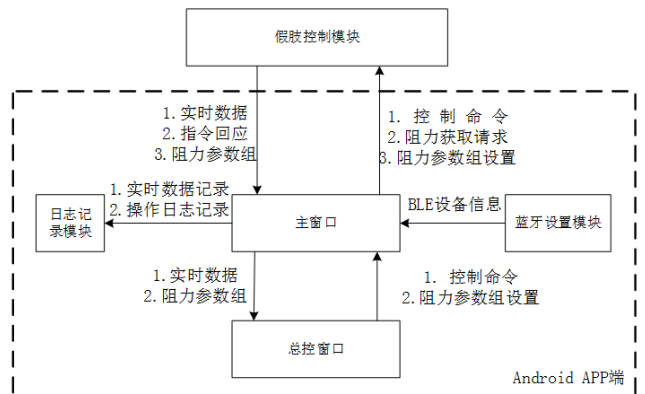 假肢控制模块
1.实时数据
2.指令回应
3.阻力参数组
1. 控 制 命 令
2.阻力获取请求
3.阻力参数组设置
1.实时数据记录
2.操作日志记录
日志记
录模块
主窗口
BLE设备信息
蓝牙设置模块
1.实时数据
2.阻力参数组
1. 控制命令
2.阻力参数组设置
总控窗口
Android APP端